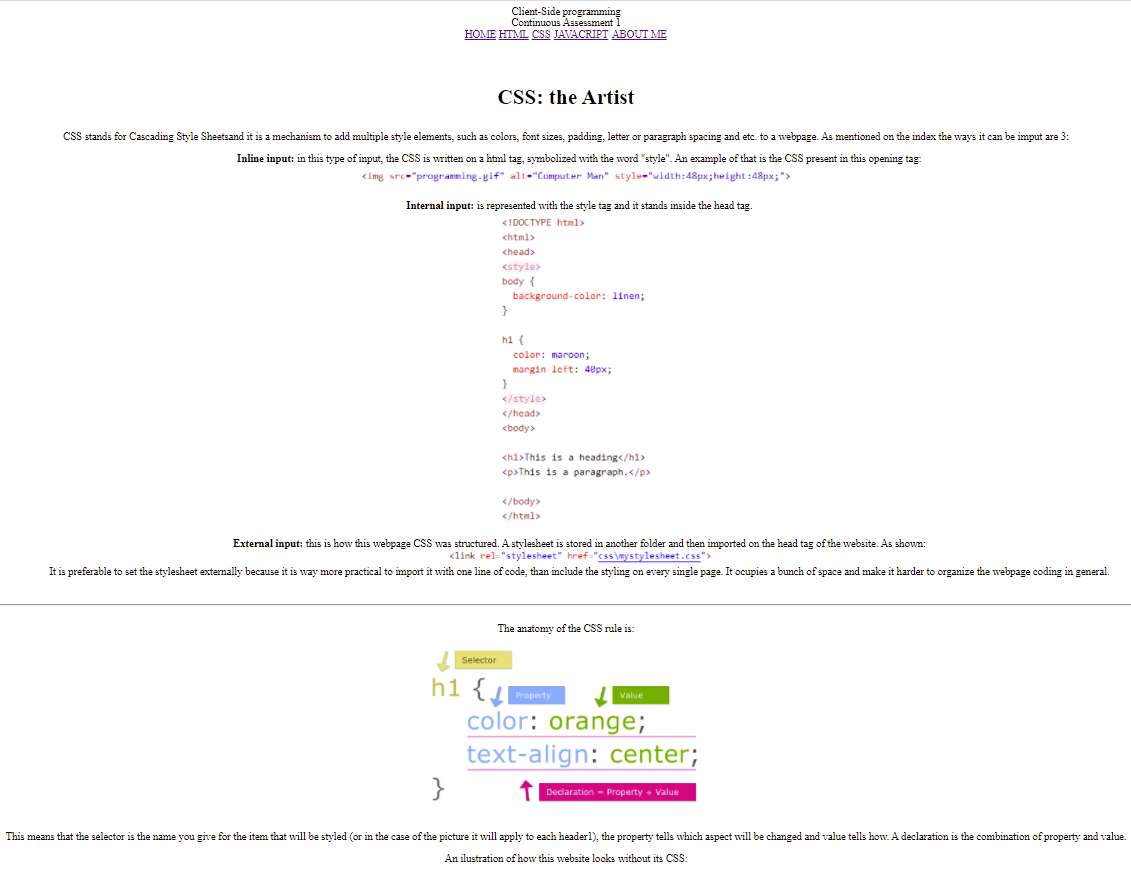 Client-Side programming
Continuous Assessment 1
HOME HTML CSS JAVACRIPT ABOUT ME
CSS: the Artist
CSS stands for Cascading Style Sheetsand it is a mechanism to add multiple style elements, such as colors, font sizes, padding, letter or paragraph spacing and etc. to a webpage. As mentioned on the index the ways it can be imput are 3:
Inline input: in this type of input, the CSS is written on a html tag, symbolized with the word "style". An example of that is the CSS present in this opening tag:
<img src="programming.gif" alt="Computer Man" style="width:48px;height:48px;">
Internal input: is represented with the style tag and it stands inside the head tag.
<!DOCTYPE html>
<html>
<head>
<style>
body {
background-color: linen;
}
h1 {
color: maroon;
margin-left: 40px;
}
</style>
</head>
<body>
<h1>This is a heading</h1>
<p>This is a paragraph.</p>
</body>
</html>
External input: this is how this webpage CSS was structured. A stylesheet is stored in another folder and then imported on the head tag of the website. As shown:
<link rel="stylesheet" href="css\mystylesheet.css">
It is preferable to set the stylesheet externally because it is way more practical to import it with one line of code, than include the styling on every single page. It ocupies a bunch of space and make it harder to organize the webpage coding in general.
The anatomy of the CSS rule is:
Selector
h1 {
Property
Value
color: orange;
text-align: center;
}
Declaration = Property + Value
This means that the selector is the name you give for the item that will be styled (or in the case of the picture it will apply to each header1), the property tells which aspect will be changed and value tells how. A declaration is the combination of property and value.
An ilustration of how this website looks without its CSS: